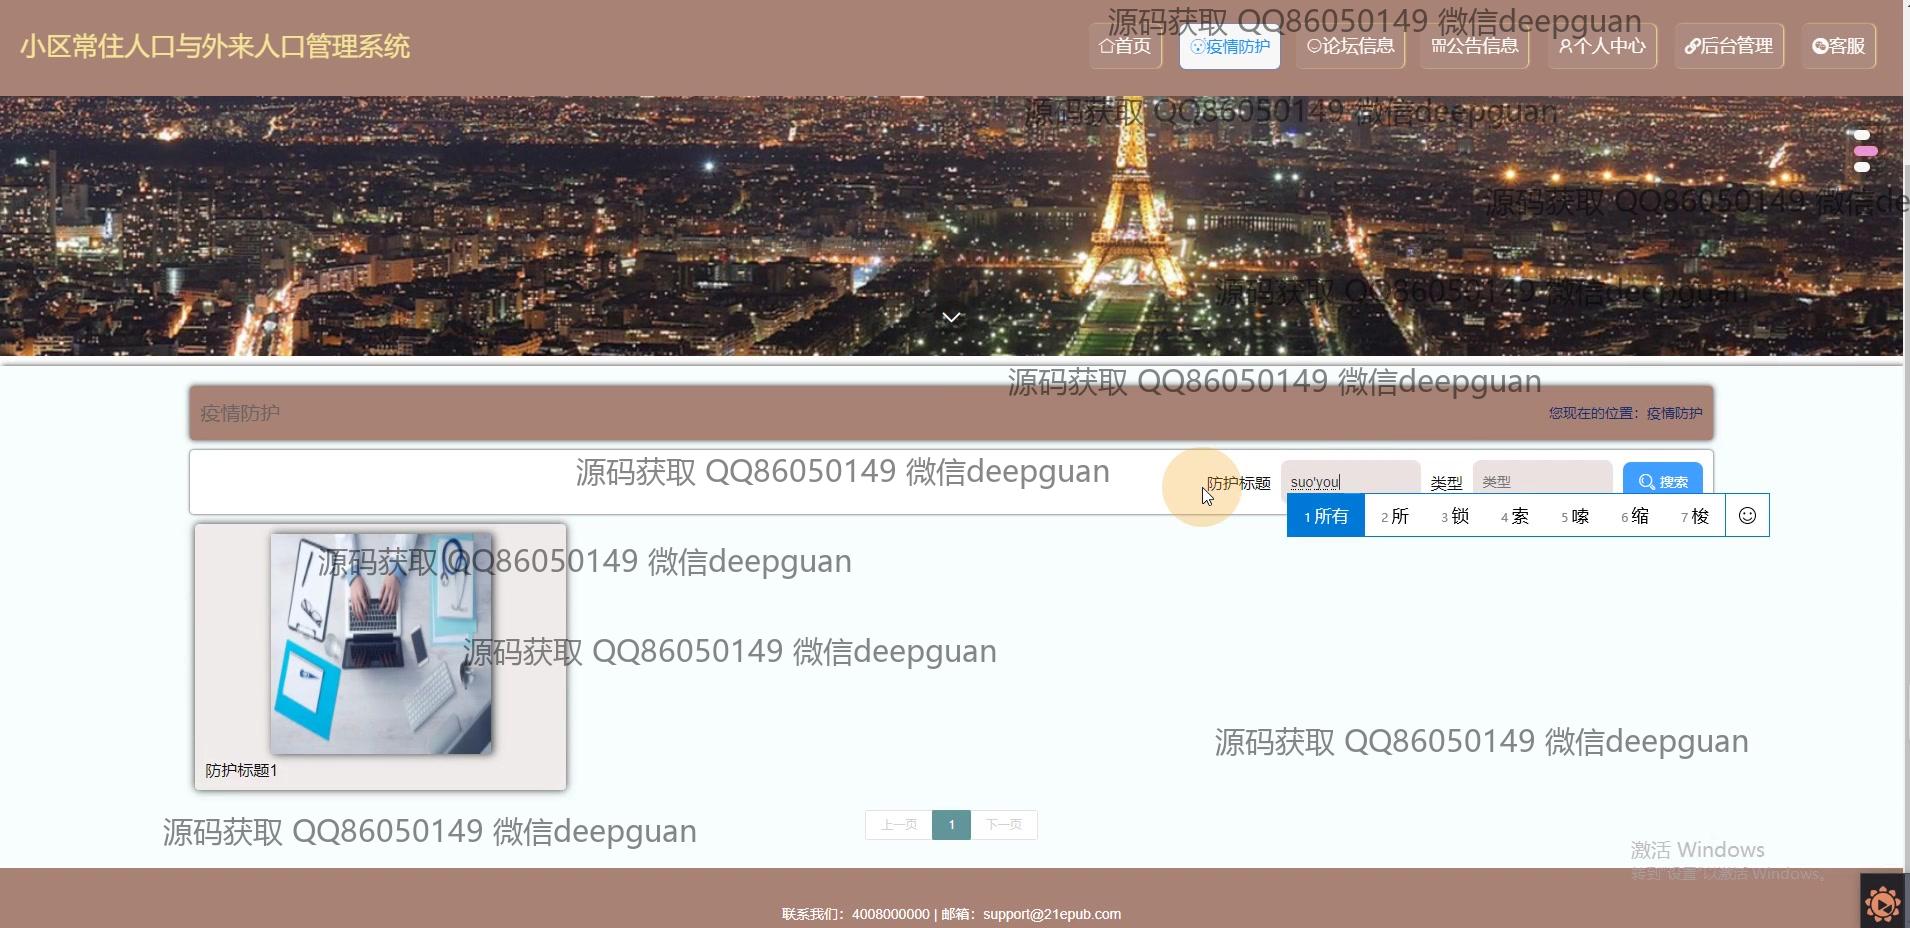 源码获取 QQ86050149 微信deepguan
小区常住人口与外来人口管理系统
首页
疫情防护
论坛信息
公告信息
个人中心
后台管理
客服
源码获取 QQ86050149 微信deepguan
源码获取 QQ86050149 微信de
源码获取 QQ86050149 微信deepguan
源码获取 QQ86050149 微信deepguan
疫情防护
您现在的位置：疫情防护
源码获取 QQ86050149 微信deepguan
防护标题
suo'you
类型
类型
搜索
1 所有 2 所 3 锁 4 索 5 嗦 6 缩 7 梭
源码获取 QQ86050149 微信deepguan
源码获取 QQ86050149 微信deepguan
源码获取 QQ86050149 微信deepguan
防护标题1
源码获取 QQ86050149 微信deepguan
上一页 1 下一页
激活 Windows
转到"设置"以激活 Windows。
联系我们：4008000000 | 邮箱：support@21epub.com